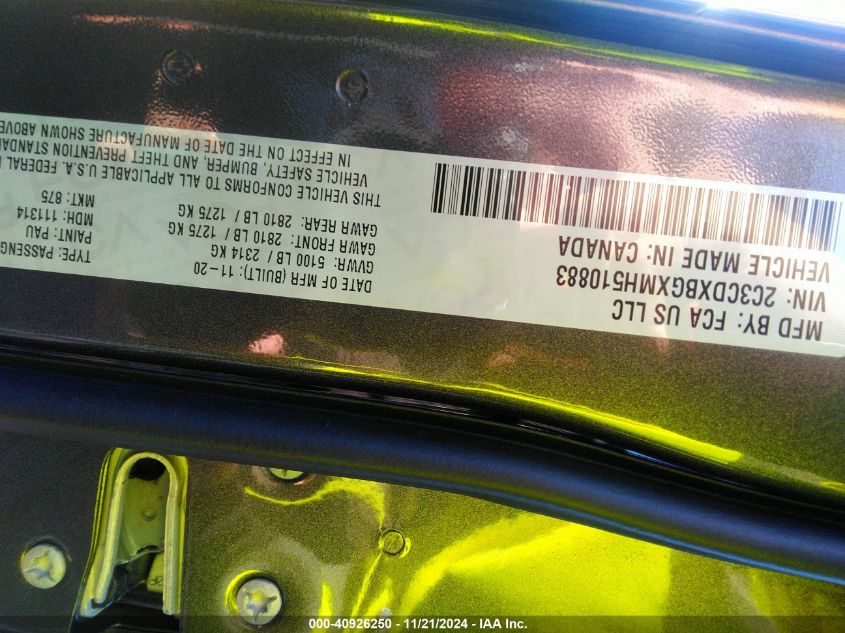 MFD BY: FCA US LLC
VIN: 2C3CDXBGXMH510883
VEHICLE MADE IN: CANADA
DATE OF MFR (BUILT): 11-20
GVWR: 5100 LB / 2314 KG
GAWR FRONT: 2810 LB / 1275 KG
GAWR REAR: 2810 LB / 1275 KG
TYPE: PASSENG
PAINT: PAU
MDH: 111314
MKT: 875
THIS VEHICLE CONFORMS TO ALL APPLICABLE U.S.A. FEDERAL
VEHICLE SAFETY, BUMPER, AND THEFT PREVENTION STANDA
IN EFFECT ON THE DATE OF MANUFACTURE SHOWN ABOVE
000-40926250 - 11/21/2024 - IAA Inc.